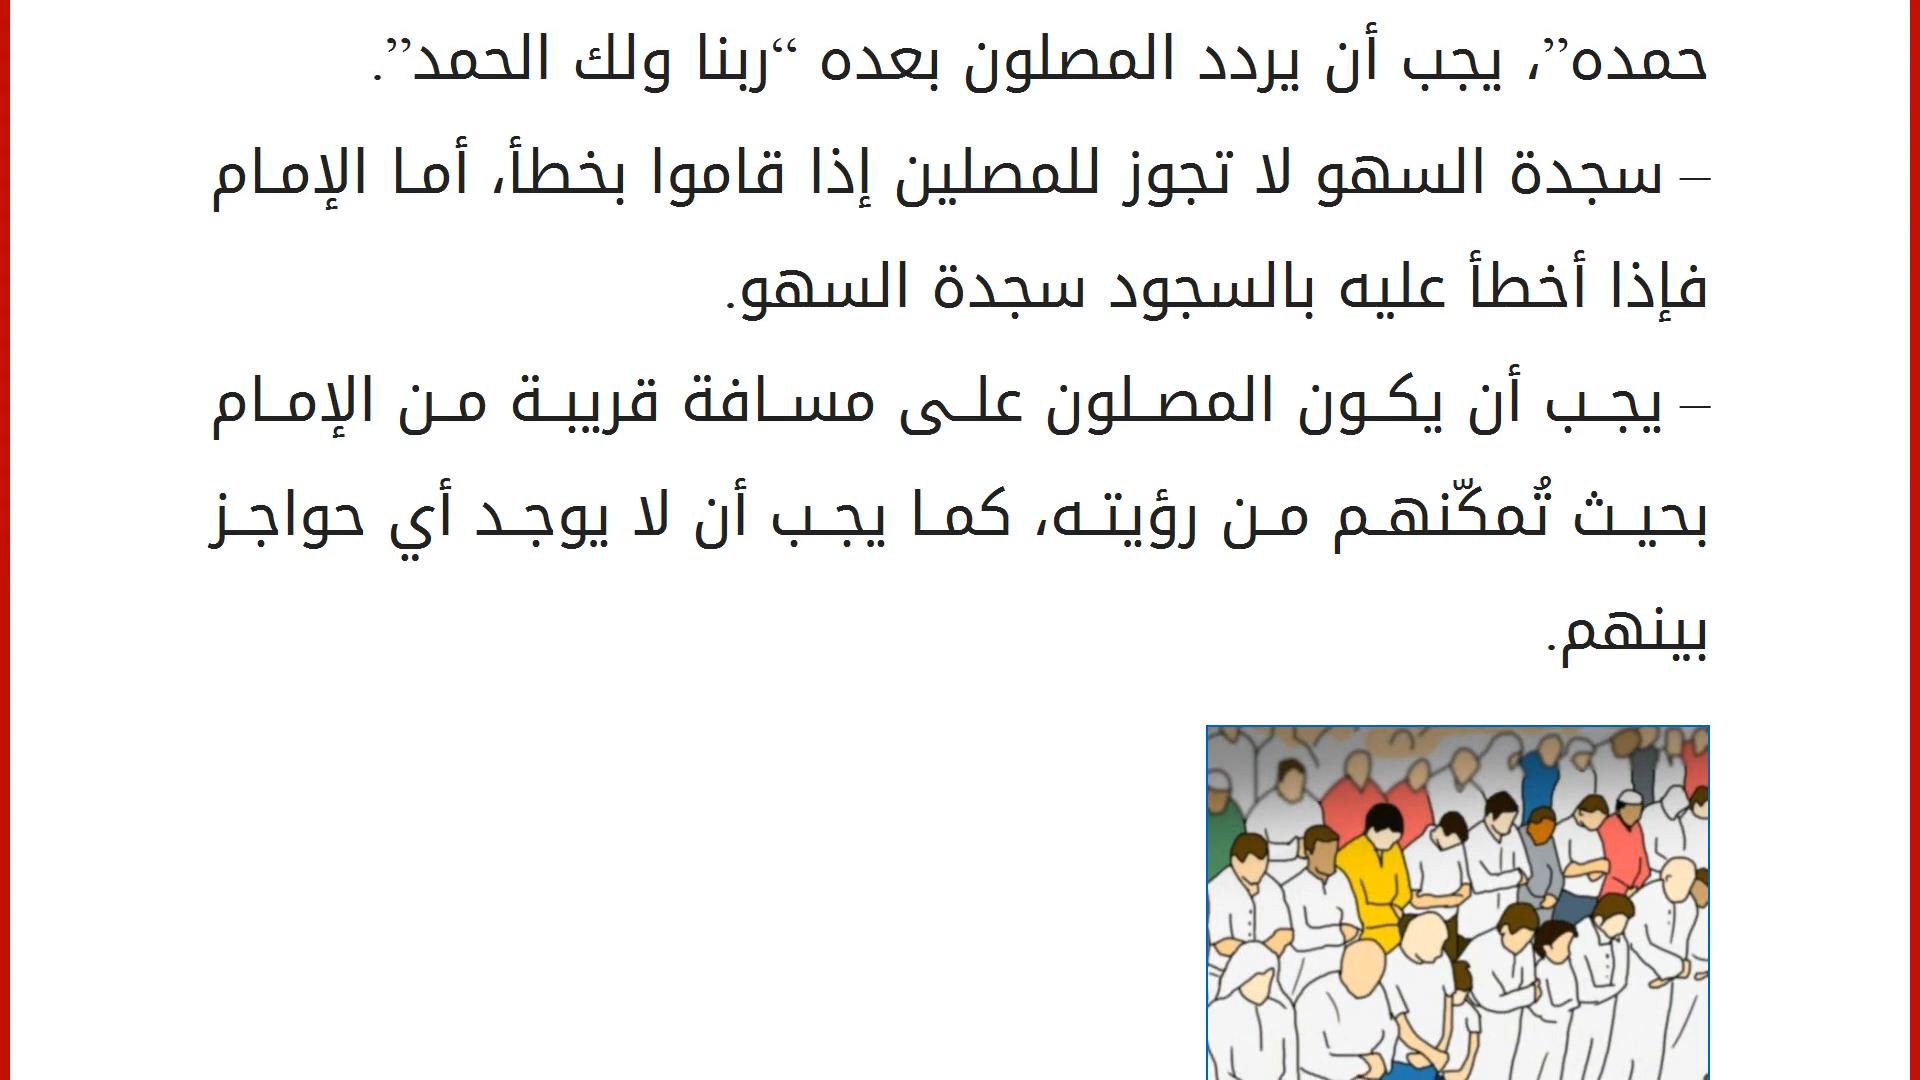 حمده”، يجب أن يردد المصلون بعده “ربنا ولك الحمد”.
– سجدة السهو لا تجوز للمصلين إذا قاموا بخطأ، أما الإمام
فإذا أخطأ عليه بالسجود سجدة السهو.
– يجب أن يكون المصلون على مسافة قريبة من الإمام
بحيث تُمكّنهم من رؤيته، كما يجب أن لا يوجد أي حواجز
بينهم.